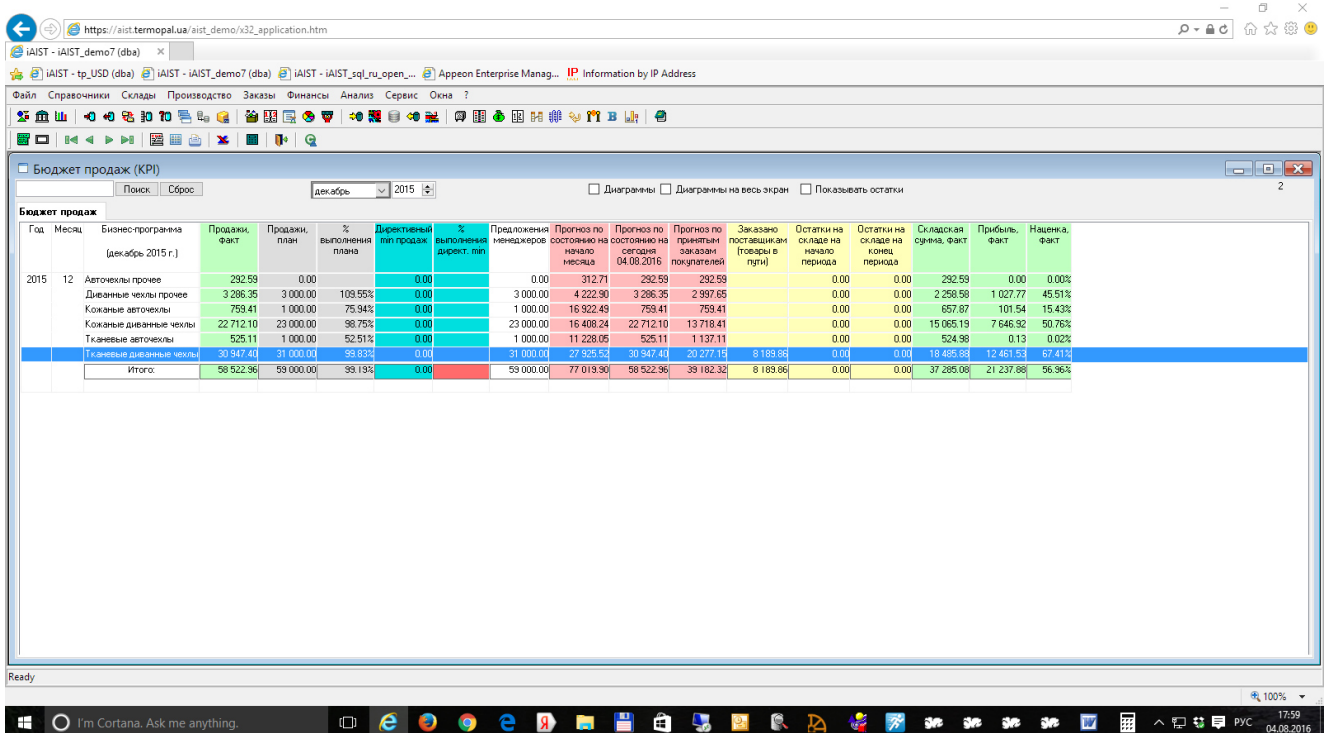 https://aist.termopal.ua/aist_demo/x32_application.htm
iAIST - iAIST_demo7 (dba)
iAIST - tp_USD (dba) iAIST - iAIST_demo7 (dba) iAIST - iAIST_sql_ru_open_... Appeon Enterprise Manag... IP Information by IP Address
Файл Справочники Склады Производство Заказы Финансы Анализ Сервис Окна ?
Бюджет продаж (KPI)
Поиск Сброс декабрь 2015 Диаграммы Диаграммы на весь экран Показывать остатки 2
Бюджет продаж
Год Месяц Бизнес-программа Продажи, Продажи, % Директивный % Предложения Прогноз по Прогноз по Прогноз по Заказано Остатки на Остатки на Складская Прибыль, Наценка,
факт план выполнения min продаж выполнения менеджеров состоянию на состоянию на принятым поставщикам складе на складе на сумма, факт факт факт
(декабрь 2015 г.) плана директ. min начало сегодня заказам (товары в начало конец
месяца 04.08.2016 покупателей пути) периода периода
2015 12 Авточехлы прочее 292.59 0.00 0.00 0.00 312.71 292.59 292.59 0.00 0.00 292.59 0.00 0.00%
Диванные чехлы прочее 3 286.35 3 000.00 109.55% 0.00 3 000.00 4 222.90 3 286.35 2 997.65 0.00 0.00 2 258.58 1 027.77 45.51%
Кожаные авточехлы 759.41 1 000.00 75.94% 0.00 1 000.00 16 922.49 759.41 759.41 0.00 0.00 657.87 101.54 15.43%
Кожаные диванные чехлы 22 712.10 23 000.00 98.75% 0.00 23 000.00 16 408.24 22 712.10 13 718.41 0.00 0.00 15 065.19 7 646.92 50.76%
Тканевые авточехлы 525.11 1 000.00 52.51% 0.00 1 000.00 11 228.05 525.11 1 137.11 0.00 0.00 524.98 0.13 0.02%
Тканевые диванные чехлы 30 947.40 31 000.00 99.83% 0.00 31 000.00 27 925.52 30 947.40 20 277.15 8 189.86 0.00 0.00 18 485.88 12 461.53 67.41%
Итого: 58 522.96 59 000.00 99.19% 0.00 59 000.00 77 019.90 58 522.96 39 182.32 8 189.86 0.00 0.00 37 285.08 21 237.88 56.96%
Ready
100%
I'm Cortana. Ask me anything. РУС 17:59
04.08.2016